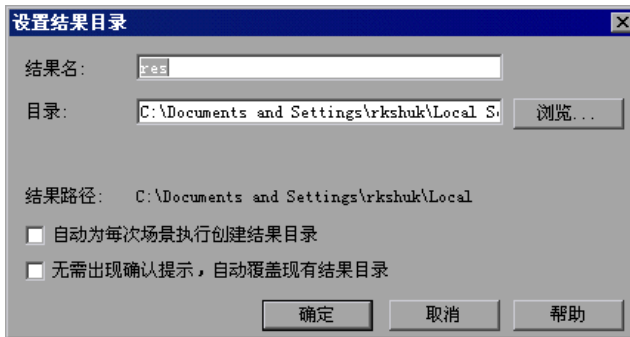 设置结果目录
结果名: res
目录: C:\Documents and Settings\rkshuk\Local S 浏览...
结果路径: C:\Documents and Settings\rkshuk\Local
自动为每次场景执行创建结果目录
无需出现确认提示，自动覆盖现有结果目录
确定 取消 帮助